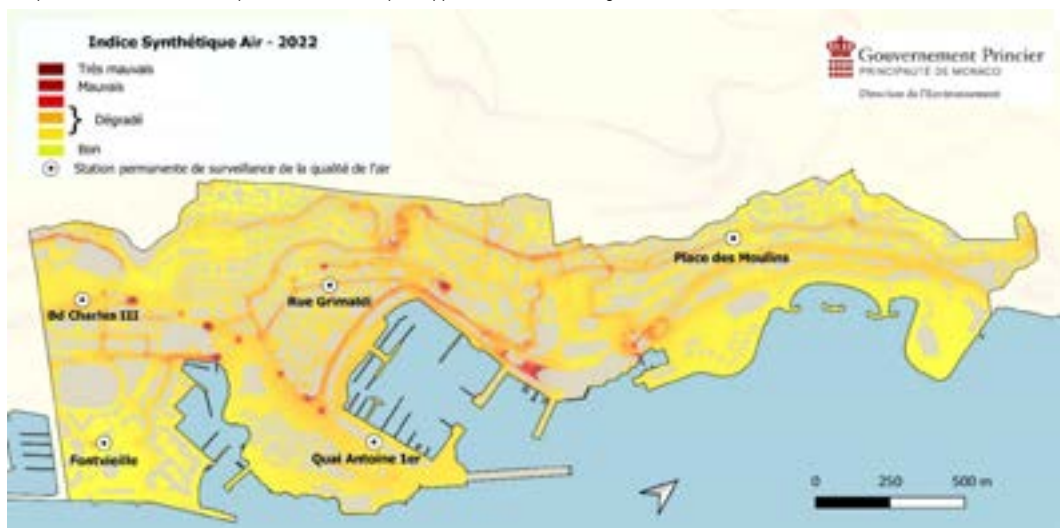 Indice Synthétique Air - 2022
Très mauvais
Mauvais
Dégradé
Bon
Station permanente de surveillance de la qualité de l'air
Gouvernement Princier
PRINCIPAUTÉ DE MONACO
Direction de l'Environnement
Place des Moulins
Rue Grimaldi
Bd Charles III
Quai Antoine 1er
Fontvieille
0 250 500 m